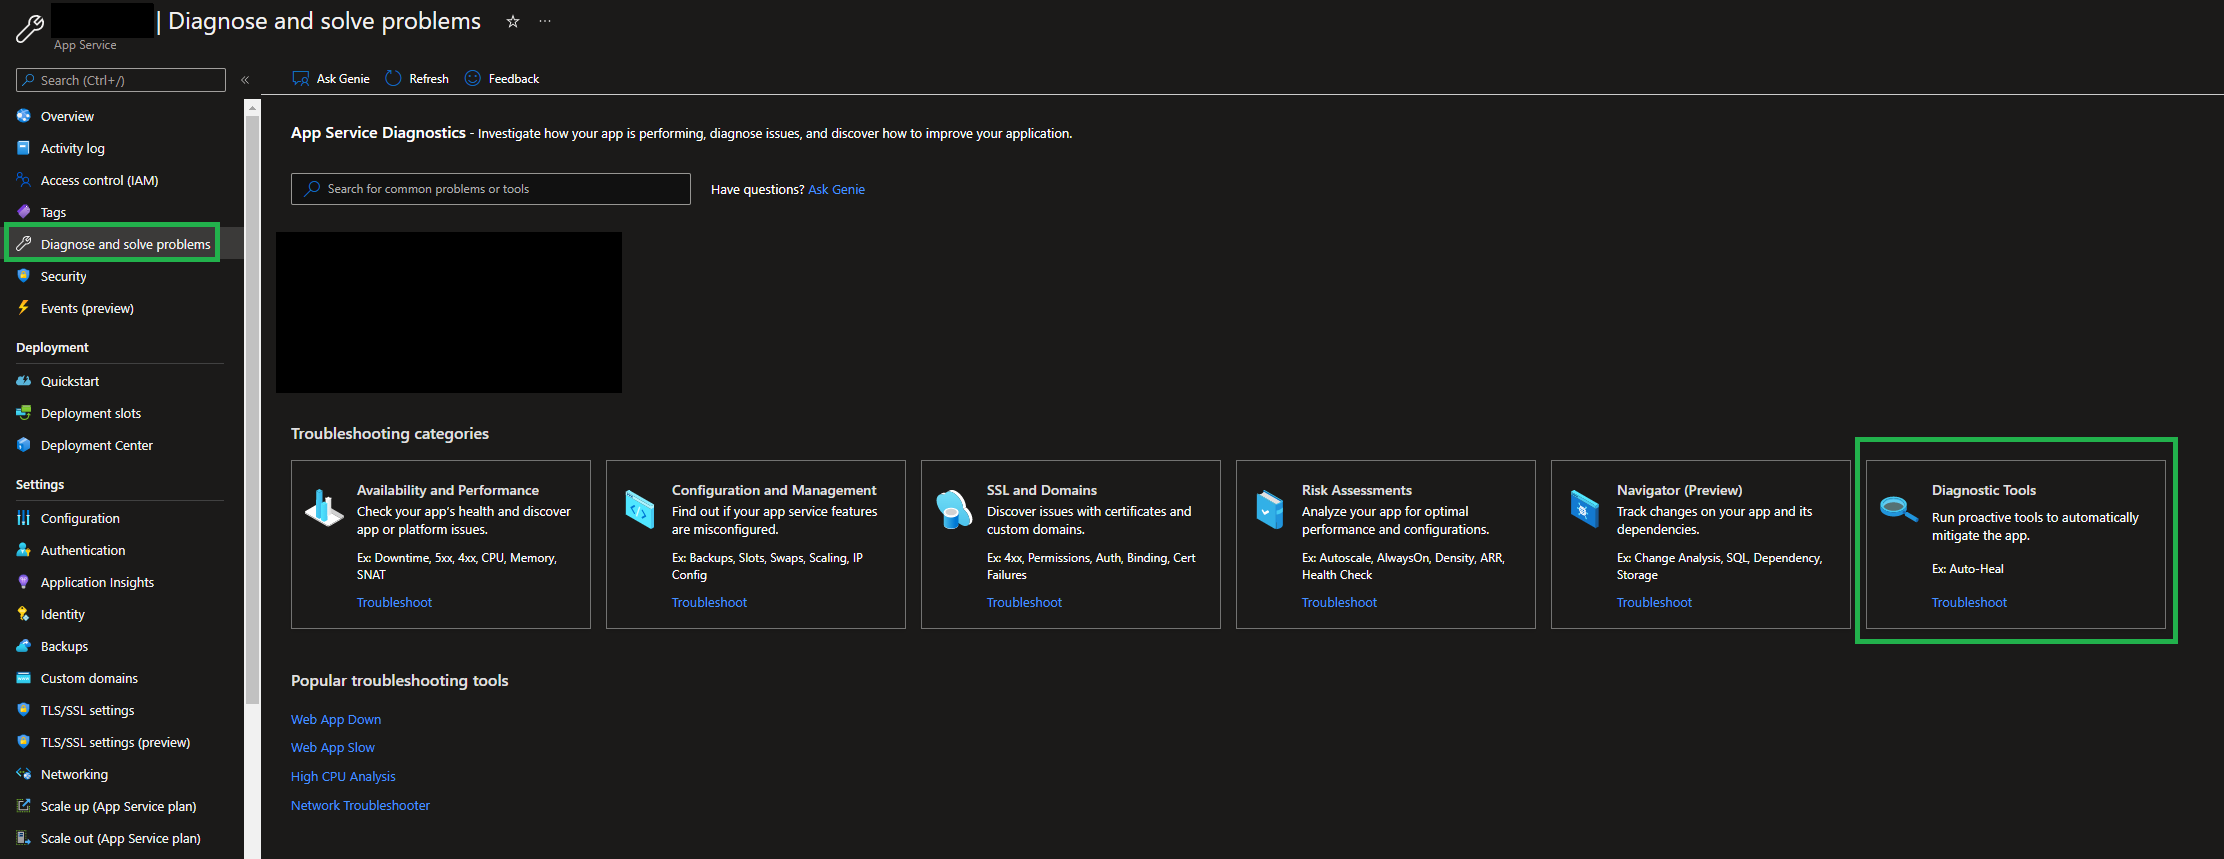 | Diagnose and solve problems
App Service
Search (Ctrl+/)
Overview
Activity log
Access control (IAM)
Tags
Diagnose and solve problems
Security
Events (preview)
Deployment
Quickstart
Deployment slots
Deployment Center
Settings
Configuration
Authentication
Application Insights
Identity
Backups
Custom domains
TLS/SSL settings
TLS/SSL settings (preview)
Networking
Scale up (App Service plan)
Scale out (App Service plan)
Ask Genie
Refresh
Feedback
App Service Diagnostics - Investigate how your app is performing, diagnose issues, and discover how to improve your application.
Search for common problems or tools
Have questions? Ask Genie
Troubleshooting categories
Availability and Performance
Check your app's health and discover
app or platform issues.
Ex: Downtime, 5xx, 4xx, CPU, Memory,
SNAT
Troubleshoot
Configuration and Management
Find out if your app service features
are misconfigured.
Ex: Backups, Slots, Swaps, Scaling, IP
Config
Troubleshoot
SSL and Domains
Discover issues with certificates and
custom domains.
Ex: 4xx, Permissions, Auth, Binding, Cert
Failures
Troubleshoot
Risk Assessments
Analyze your app for optimal
performance and configurations.
Ex: Autoscale, AlwaysOn, Density, ARR,
Health Check
Troubleshoot
Navigator (Preview)
Track changes on your app and its
dependencies.
Ex: Change Analysis, SQL, Dependency,
Storage
Troubleshoot
Diagnostic Tools
Run proactive tools to automatically
mitigate the app.
Ex: Auto-Heal
Troubleshoot
Popular troubleshooting tools
Web App Down
Web App Slow
High CPU Analysis
Network Troubleshooter